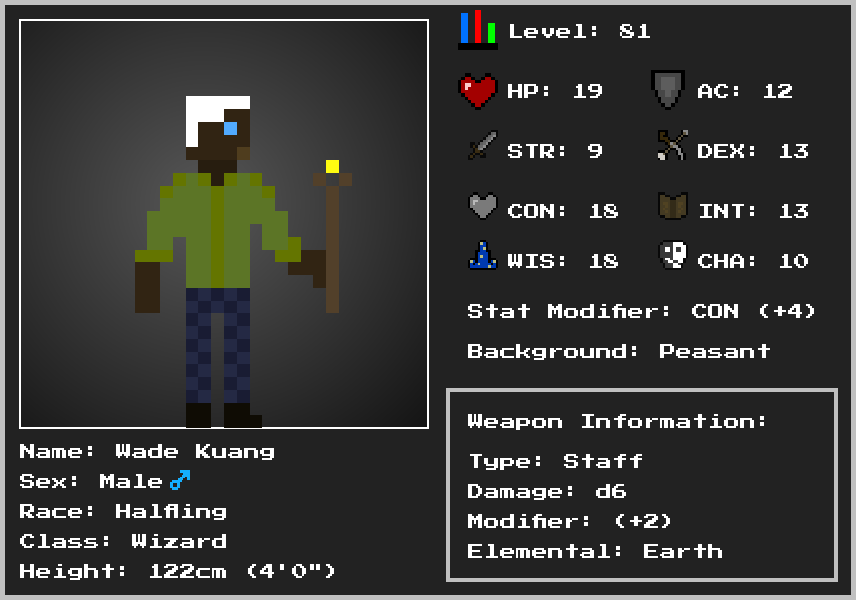 Level: 81
HP: 19
AC: 12
STR: 9
DEX: 13
CON: 18
INT: 13
WIS: 18
CHA: 10
Stat Modifier: CON (+4)
Background: Peasant
Weapon Information:
Type: Staff
Damage: d6
Modifier: (+2)
Elemental: Earth
Name: Wade Kuang
Sex: Male ♂
Race: Halfling
Class: Wizard
Height: 122cm (4'0")